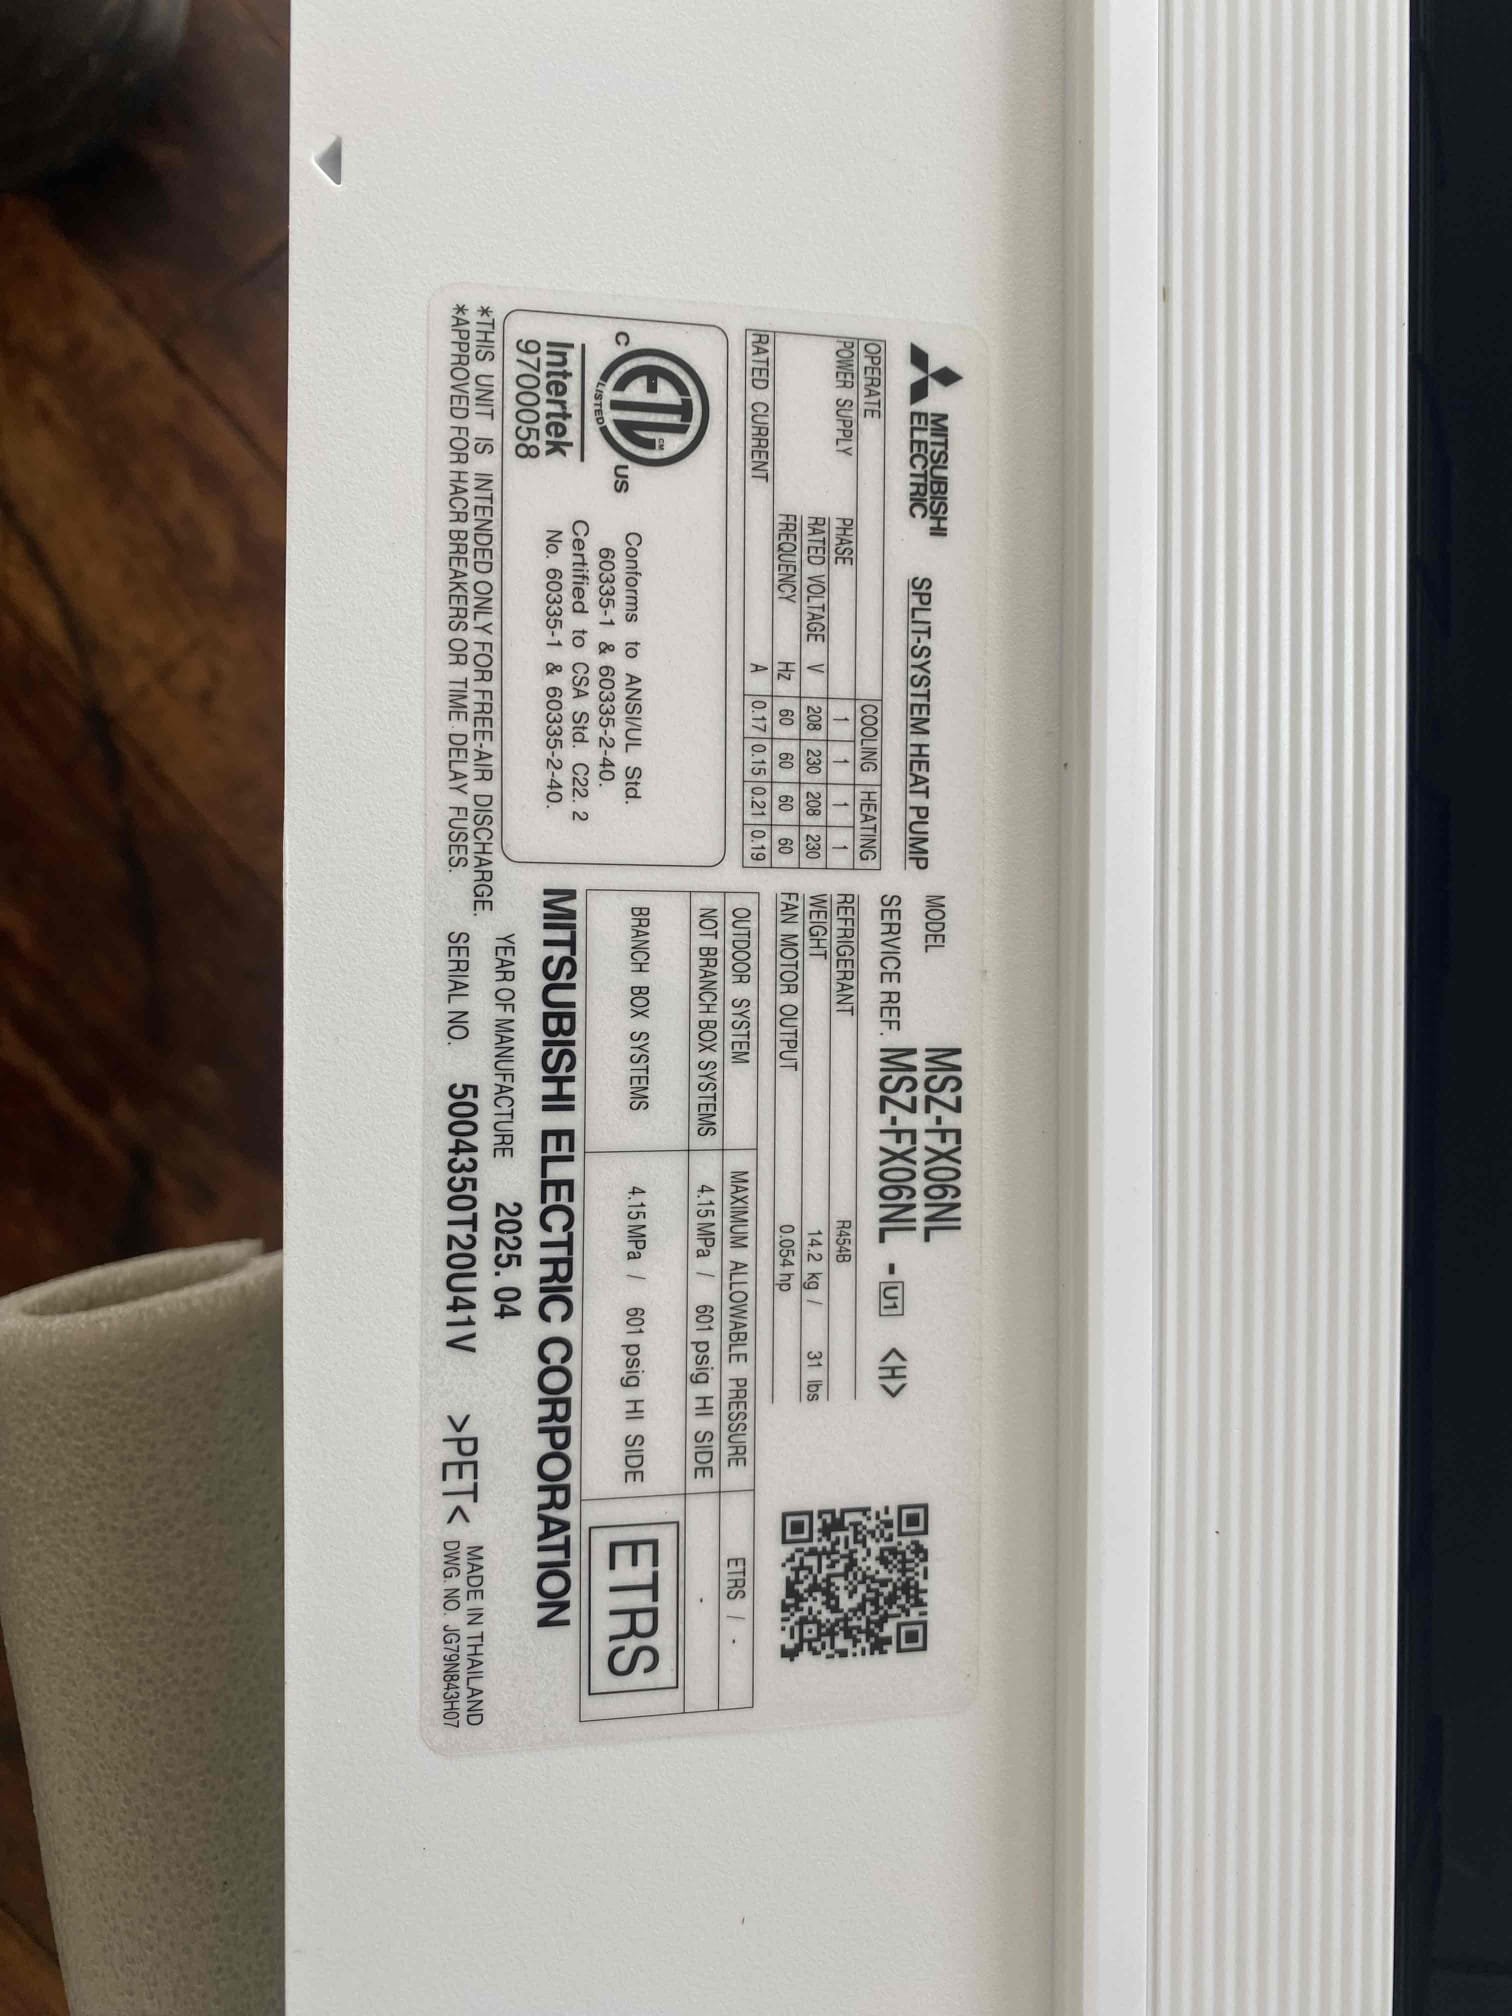 MITSUBISHI
ELECTRIC
SPLIT-SYSTEM HEAT PUMP
OPERATE COOLING HEATING
POWER SUPPLY PHASE 1 1 1 1
RATED VOLTAGE V 208 230 208 230
FREQUENCY Hz 60 60 60 60
RATED CURRENT A 0.17 0.15 0.21 0.19
ETL CM
LISTED
C US
Intertek
9700058
Conforms to ANSI/UL Std.
60335-1 & 60335-2-40.
Certified to CSA Std. C22. 2
No. 60335-1 & 60335-2-40.
*THIS UNIT IS INTENDED ONLY FOR FREE-AIR DISCHARGE.
*APPROVED FOR HACR BREAKERS OR TIME DELAY FUSES.
MODEL MSZ-FX06NL
SERVICE REF. MSZ-FX06NL - U1 <H>
REFRIGERANT R454B
WEIGHT 14.2 kg / 31 lbs
FAN MOTOR OUTPUT 0.054 hp
OUTDOOR SYSTEM MAXIMUM ALLOWABLE PRESSURE ETRS / -
NOT BRANCH BOX SYSTEMS 4.15 MPa / 601 psig HI SIDE -
BRANCH BOX SYSTEMS 4.15 MPa / 601 psig HI SIDE ETRS
MITSUBISHI ELECTRIC CORPORATION
YEAR OF MANUFACTURE 2025. 04
SERIAL NO. 5004350T20U41V >PET<
MADE IN THAILAND
DWG. NO. JG79N843H07